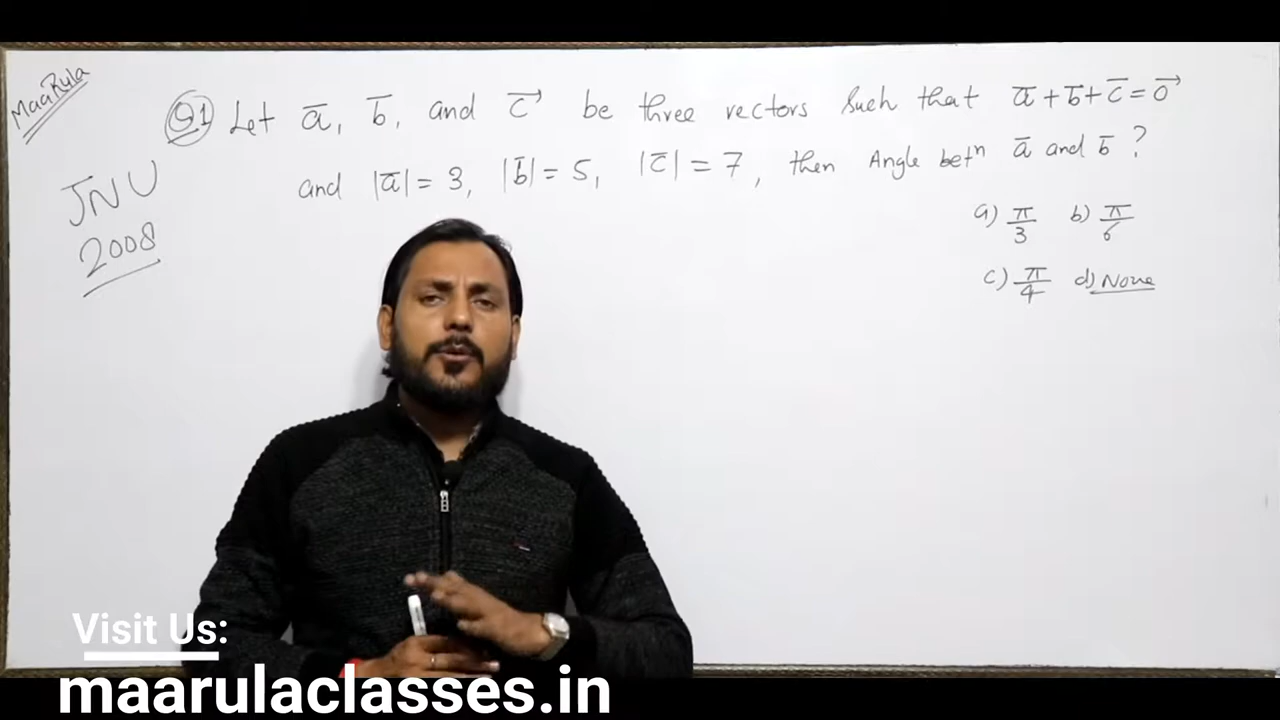 MaaRula
JNU
2008
Q1 Let a̅, b̅, and c⃗ be three vectors such that a̅ + b̅ + c̅ = 0⃗
and |a̅| = 3, |b̅| = 5, |c̅| = 7, then Angle betⁿ a̅ and b̅ ?
a) π/3 b) π/6
c) π/4 d) None
Visit Us:
maarulaclasses.in